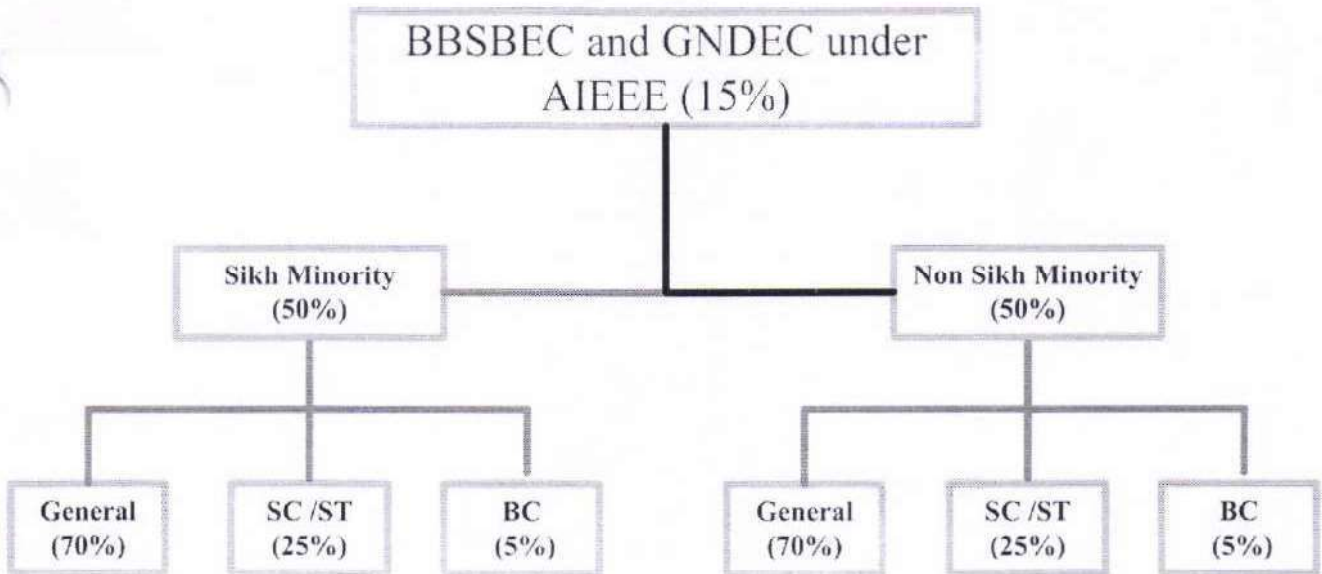 BBSBEC and GNDEC under
AIEEE (15%)
Sikh Minority
(50%)
Non Sikh Minority
(50%)
General
(70%)
SC /ST
(25%)
BC
(5%)
General
(70%)
SC /ST
(25%)
BC
(5%)